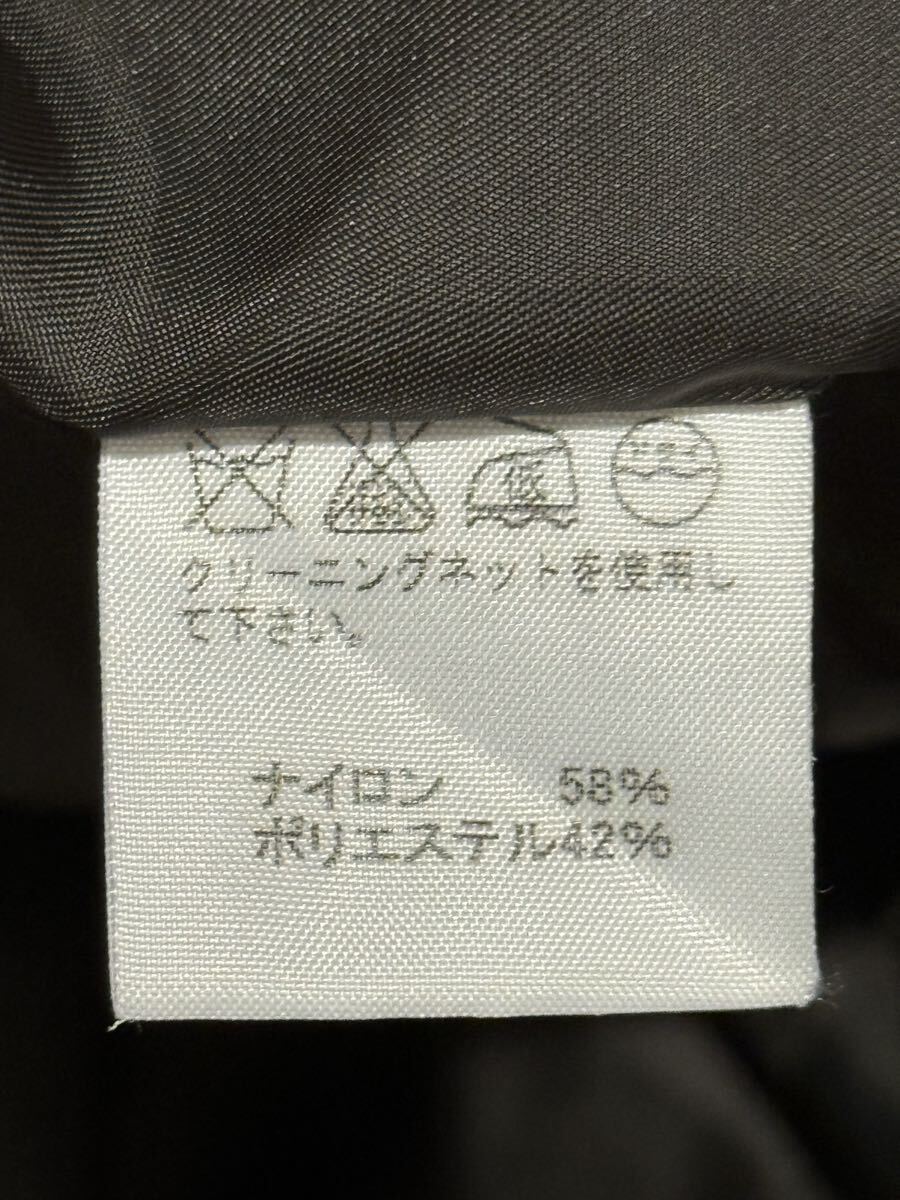 低
クリーニングネットを使用し
て下さい。
ナイロン 58%
ポリエステル42%